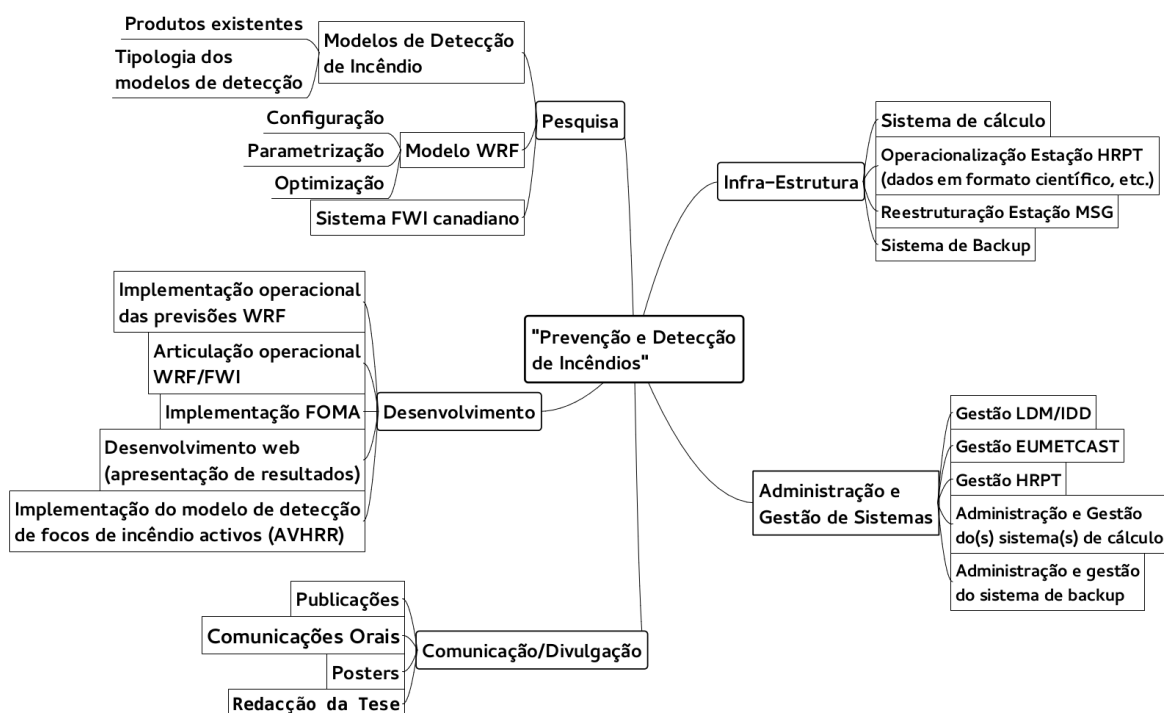 Produtos existentes
Tipologia dos
modelos de detecção
Modelos de Detecção
de Incêndio
Configuração
Parametrização
Optimização
Modelo WRF
Sistema FWI canadiano
Pesquisa
Implementação operacional
das previsões WRF
Articulação operacional
WRF/FWI
Implementação FOMA
Desenvolvimento web
(apresentação de resultados)
Implementação do modelo de detecção
de focos de incêndio activos (AVHRR)
Desenvolvimento
Publicações
Comunicações Orais
Posters
Redacção da Tese
Comunicação/Divulgação
"Prevenção e Detecção
de Incêndios"
Infra-Estrutura
Sistema de cálculo
Operacionalização Estação HRPT
(dados em formato científico, etc.)
Reestruturação Estação MSG
Sistema de Backup
Administração e
Gestão de Sistemas
Gestão LDM/IDD
Gestão EUMETCAST
Gestão HRPT
Administração e Gestão
do(s) sistema(s) de cálculo
Administração e gestão
do sistema de backup